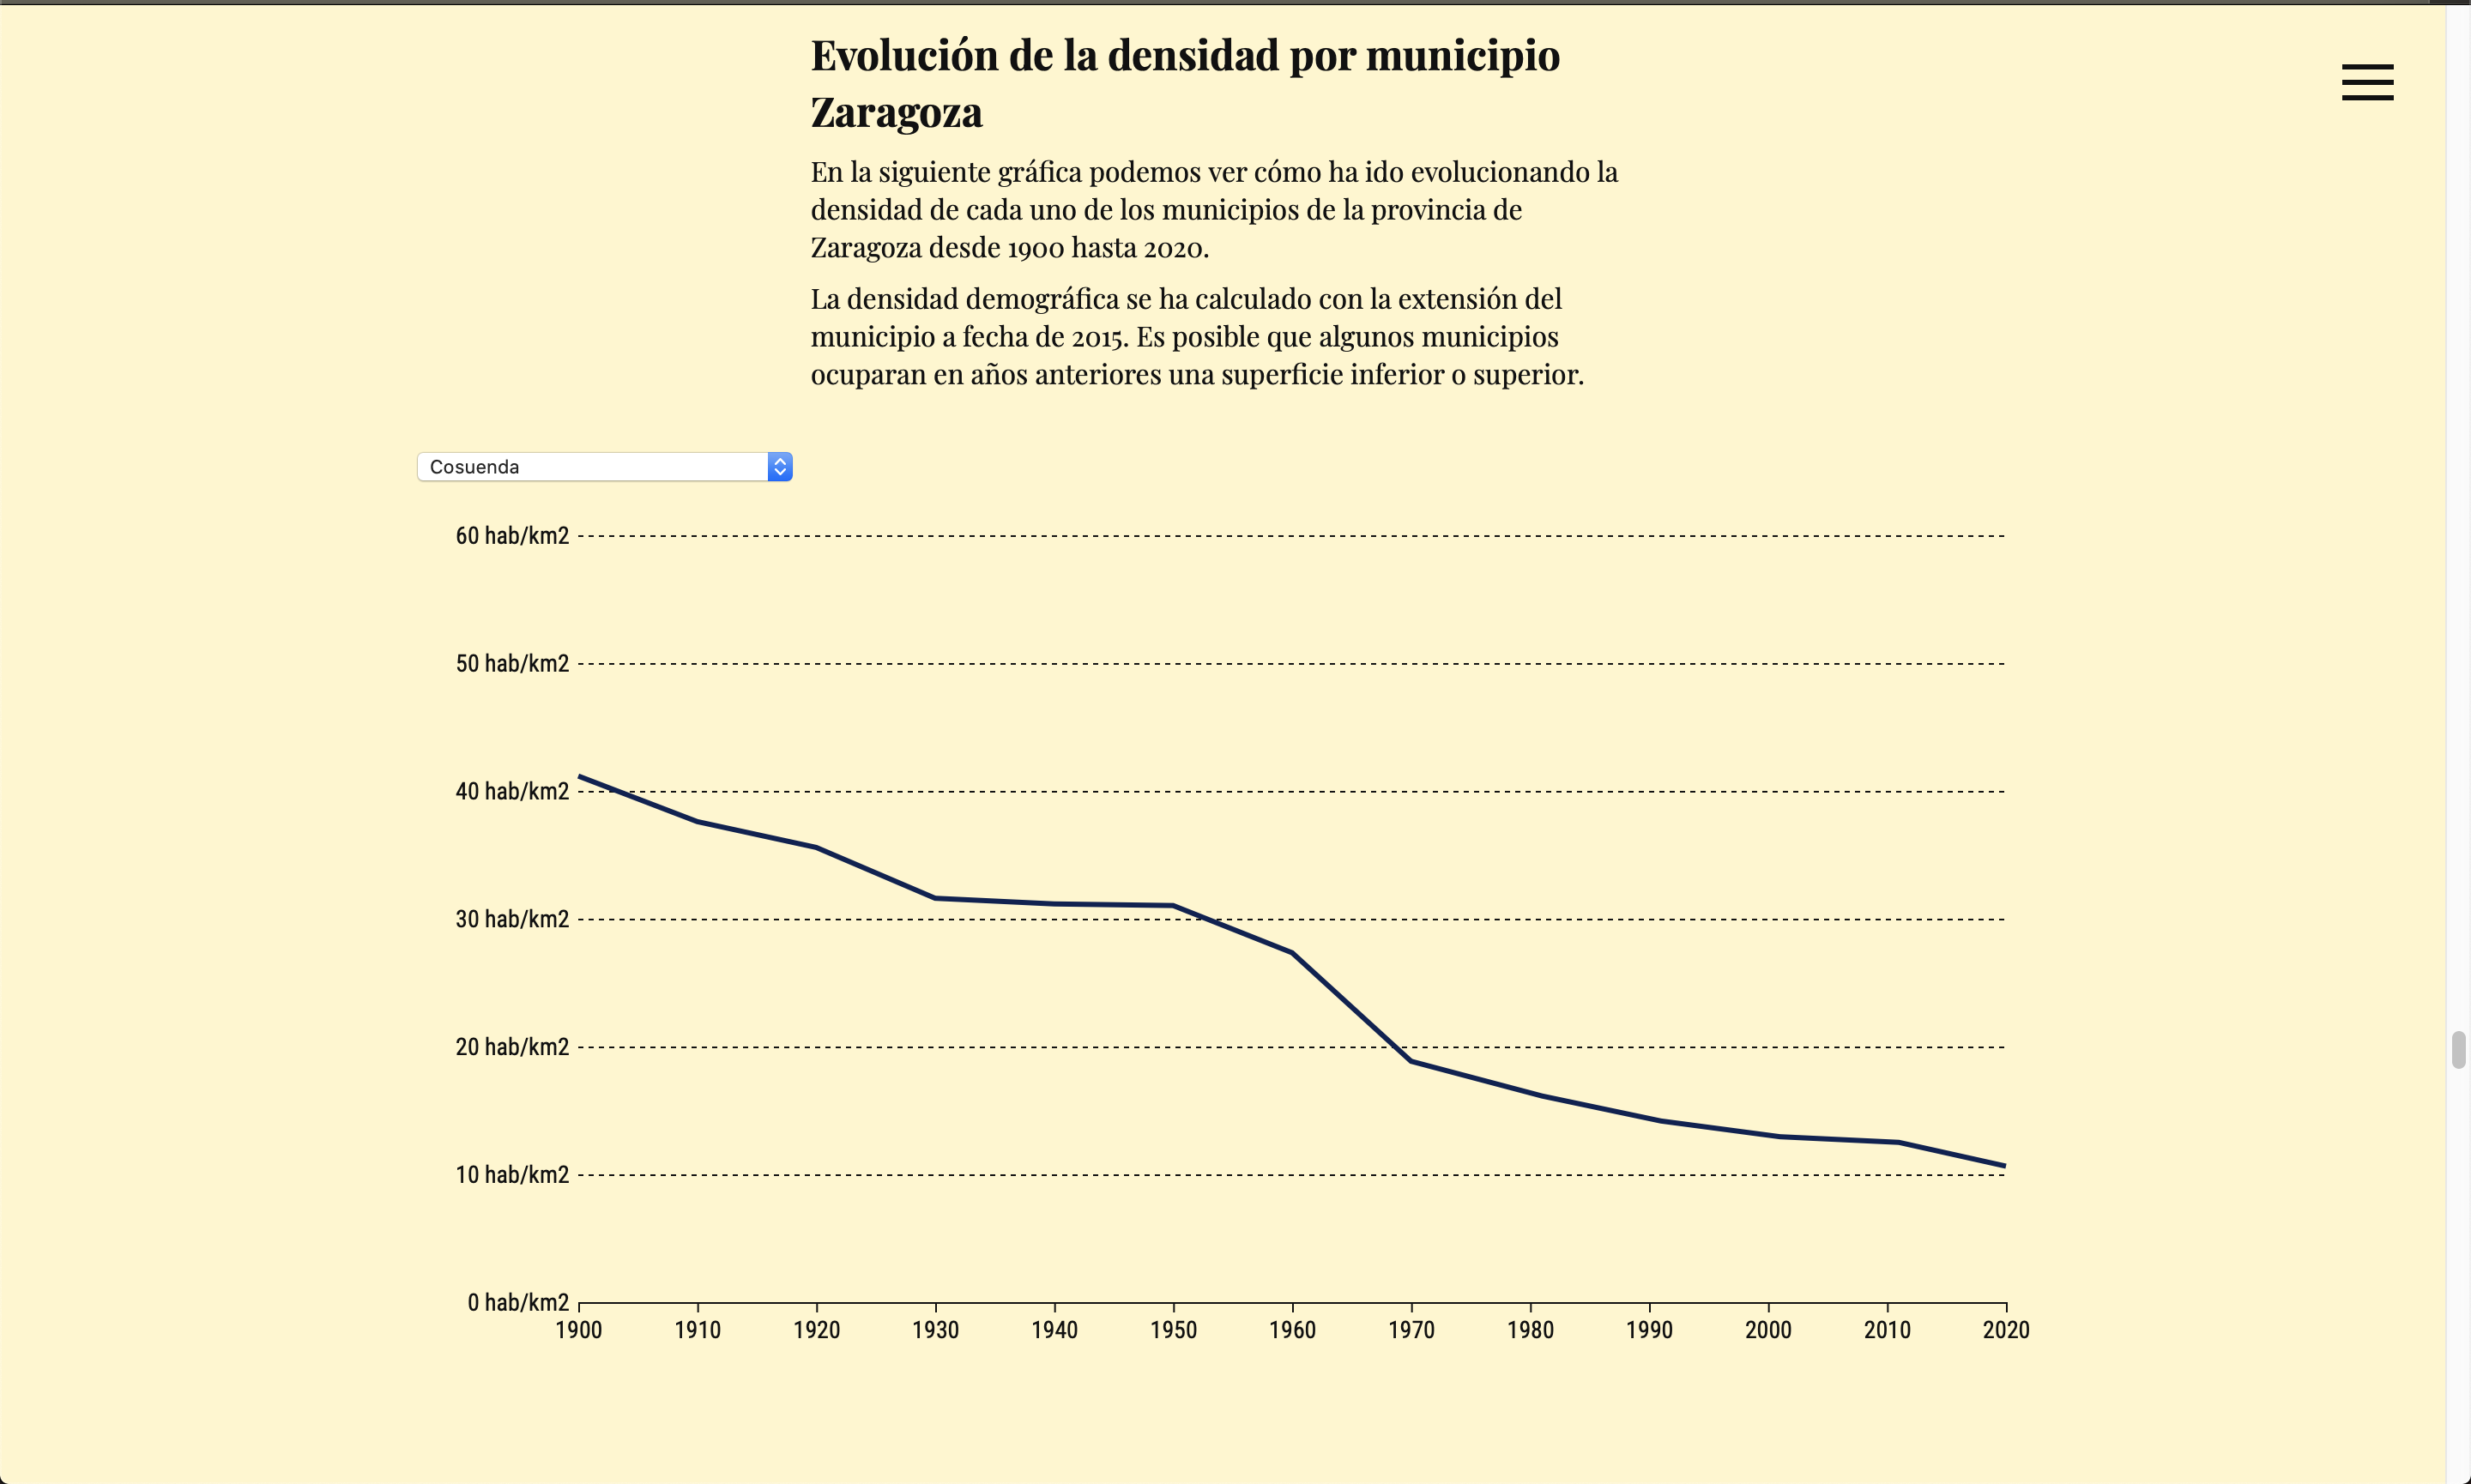 Evolución de la densidad por municipio
Zaragoza
En la siguiente gráfica podemos ver cómo ha ido evolucionando la
densidad de cada uno de los municipios de la provincia de
Zaragoza desde 1900 hasta 2020.
La densidad demográfica se ha calculado con la extensión del
municipio a fecha de 2015. Es posible que algunos municipios
ocuparan en años anteriores una superficie inferior o superior.
Cosuenda
60 hab/km2
50 hab/km2
40 hab/km2
30 hab/km2
20 hab/km2
10 hab/km2
0 hab/km2
1900 1910 1920 1930 1940 1950 1960 1970 1980 1990 2000 2010 2020